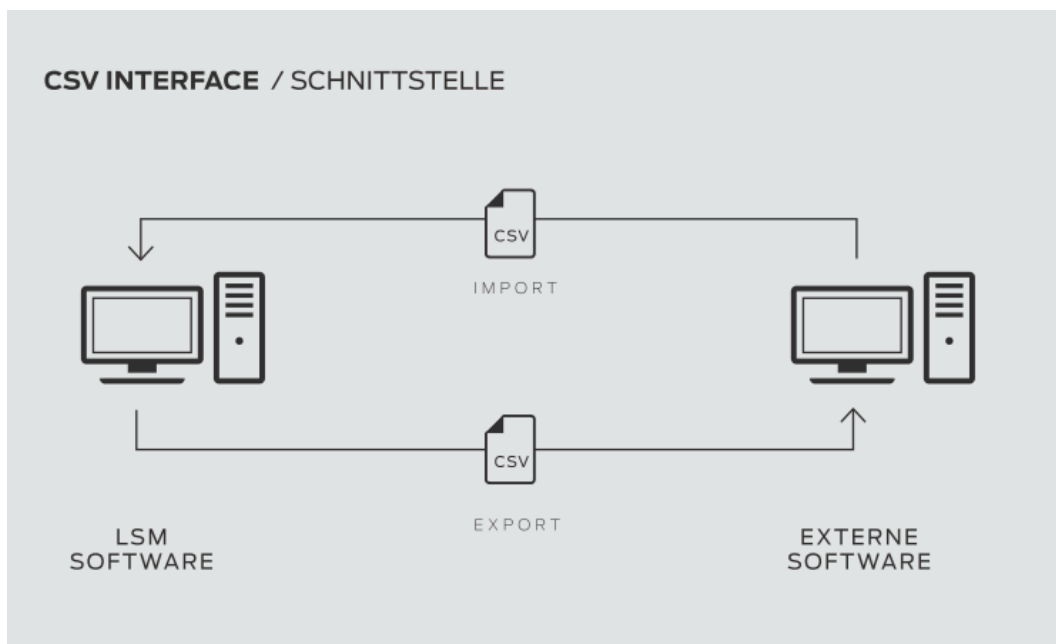 CSV INTERFACE / SCHNITTSTELLE
CSV
IMPORT
CSV
EXPORT
LSM
SOFTWARE
EXTERNE
SOFTWARE